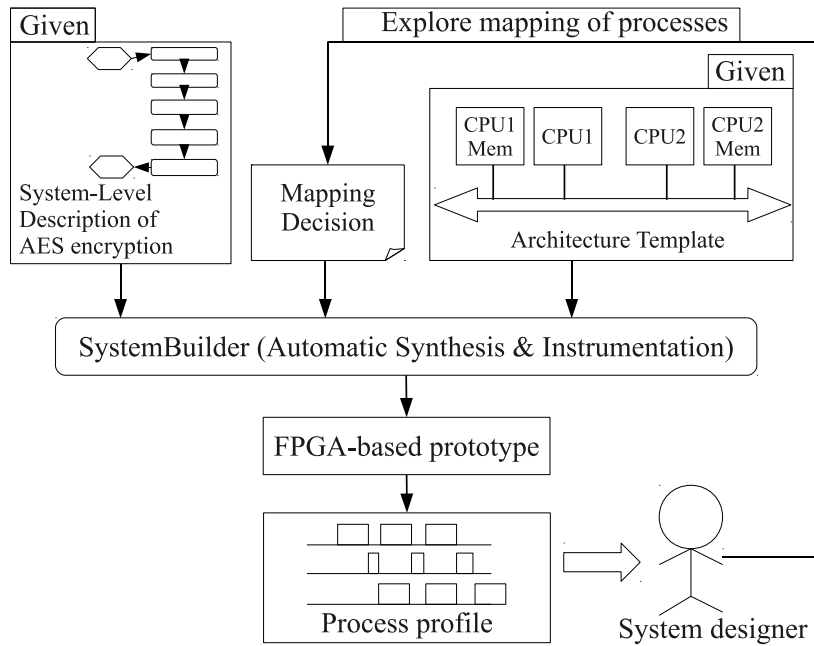 Given
Explore mapping of processes
Given
CPU1
Mem
CPU1
CPU2
CPU2
Mem
System-Level
Description of
AES encryption
Mapping
Decision
Architecture Template
SystemBuilder (Automatic Synthesis & Instrumentation)
FPGA-based prototype
Process profile
System designer